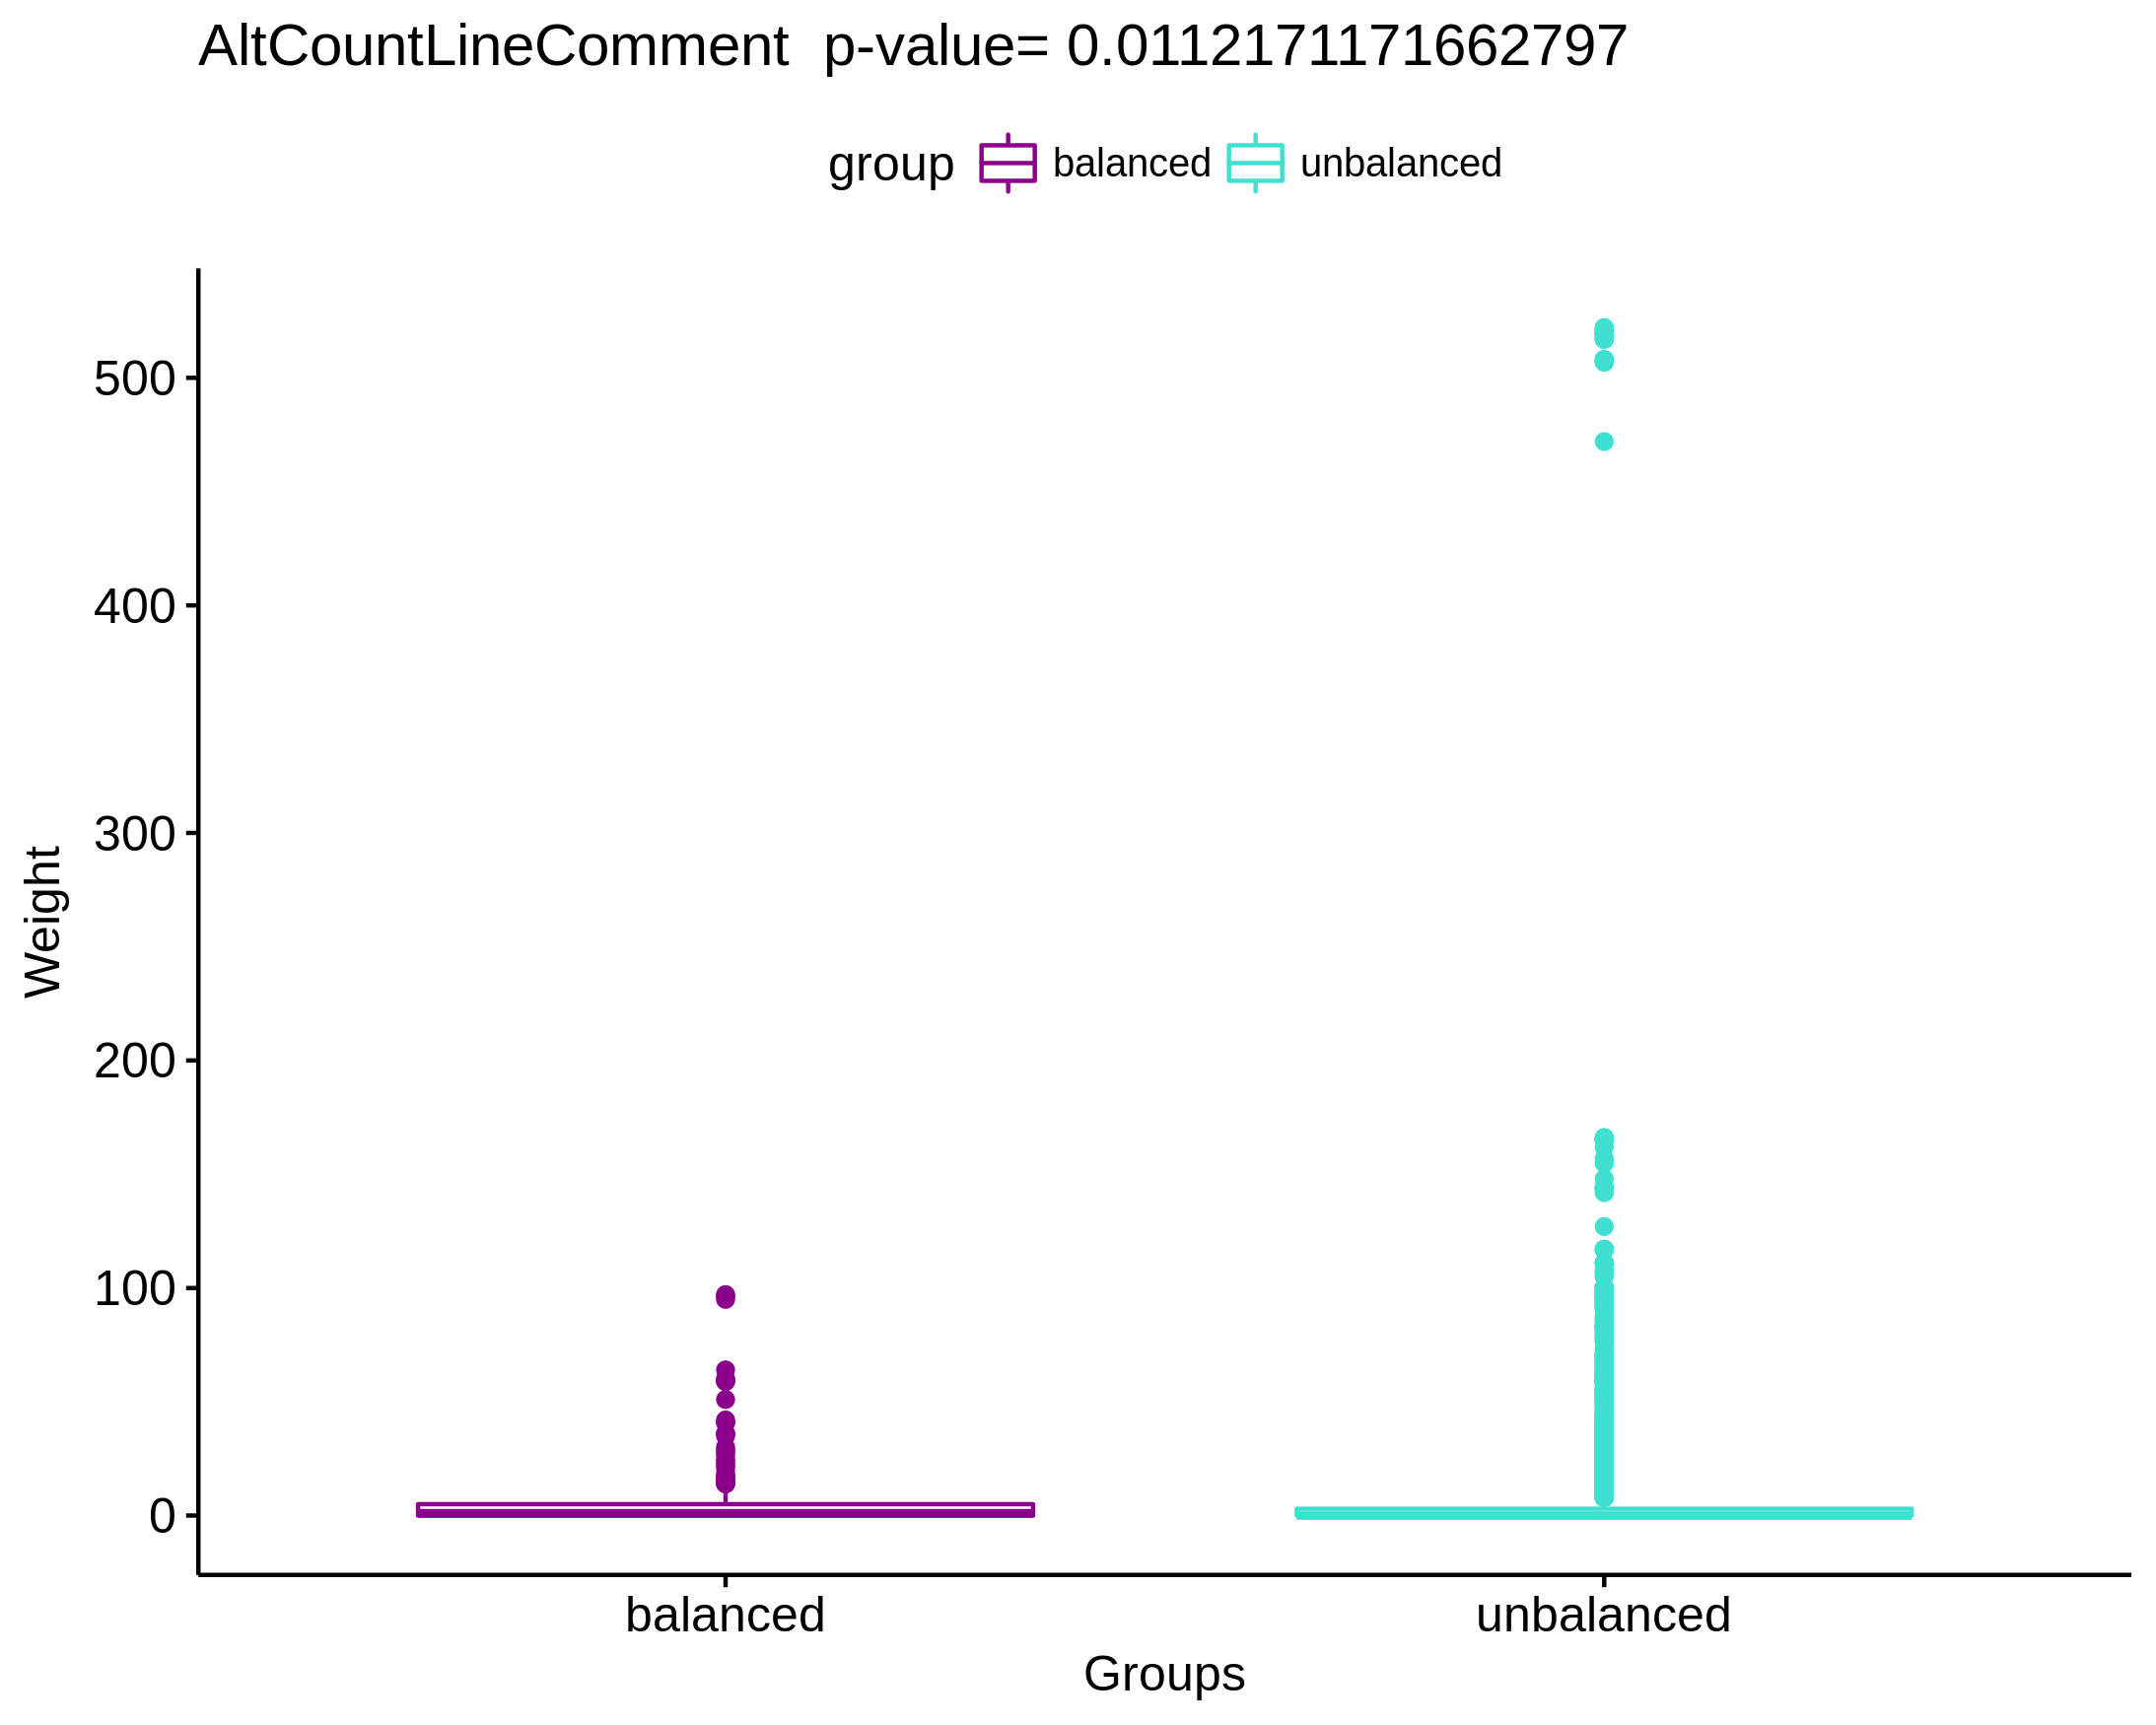 AltCountLineComment  p-value= 0.0112171171662797
group balanced unbalanced
500
400
300
200
100
0
Weight
balanced unbalanced
Groups